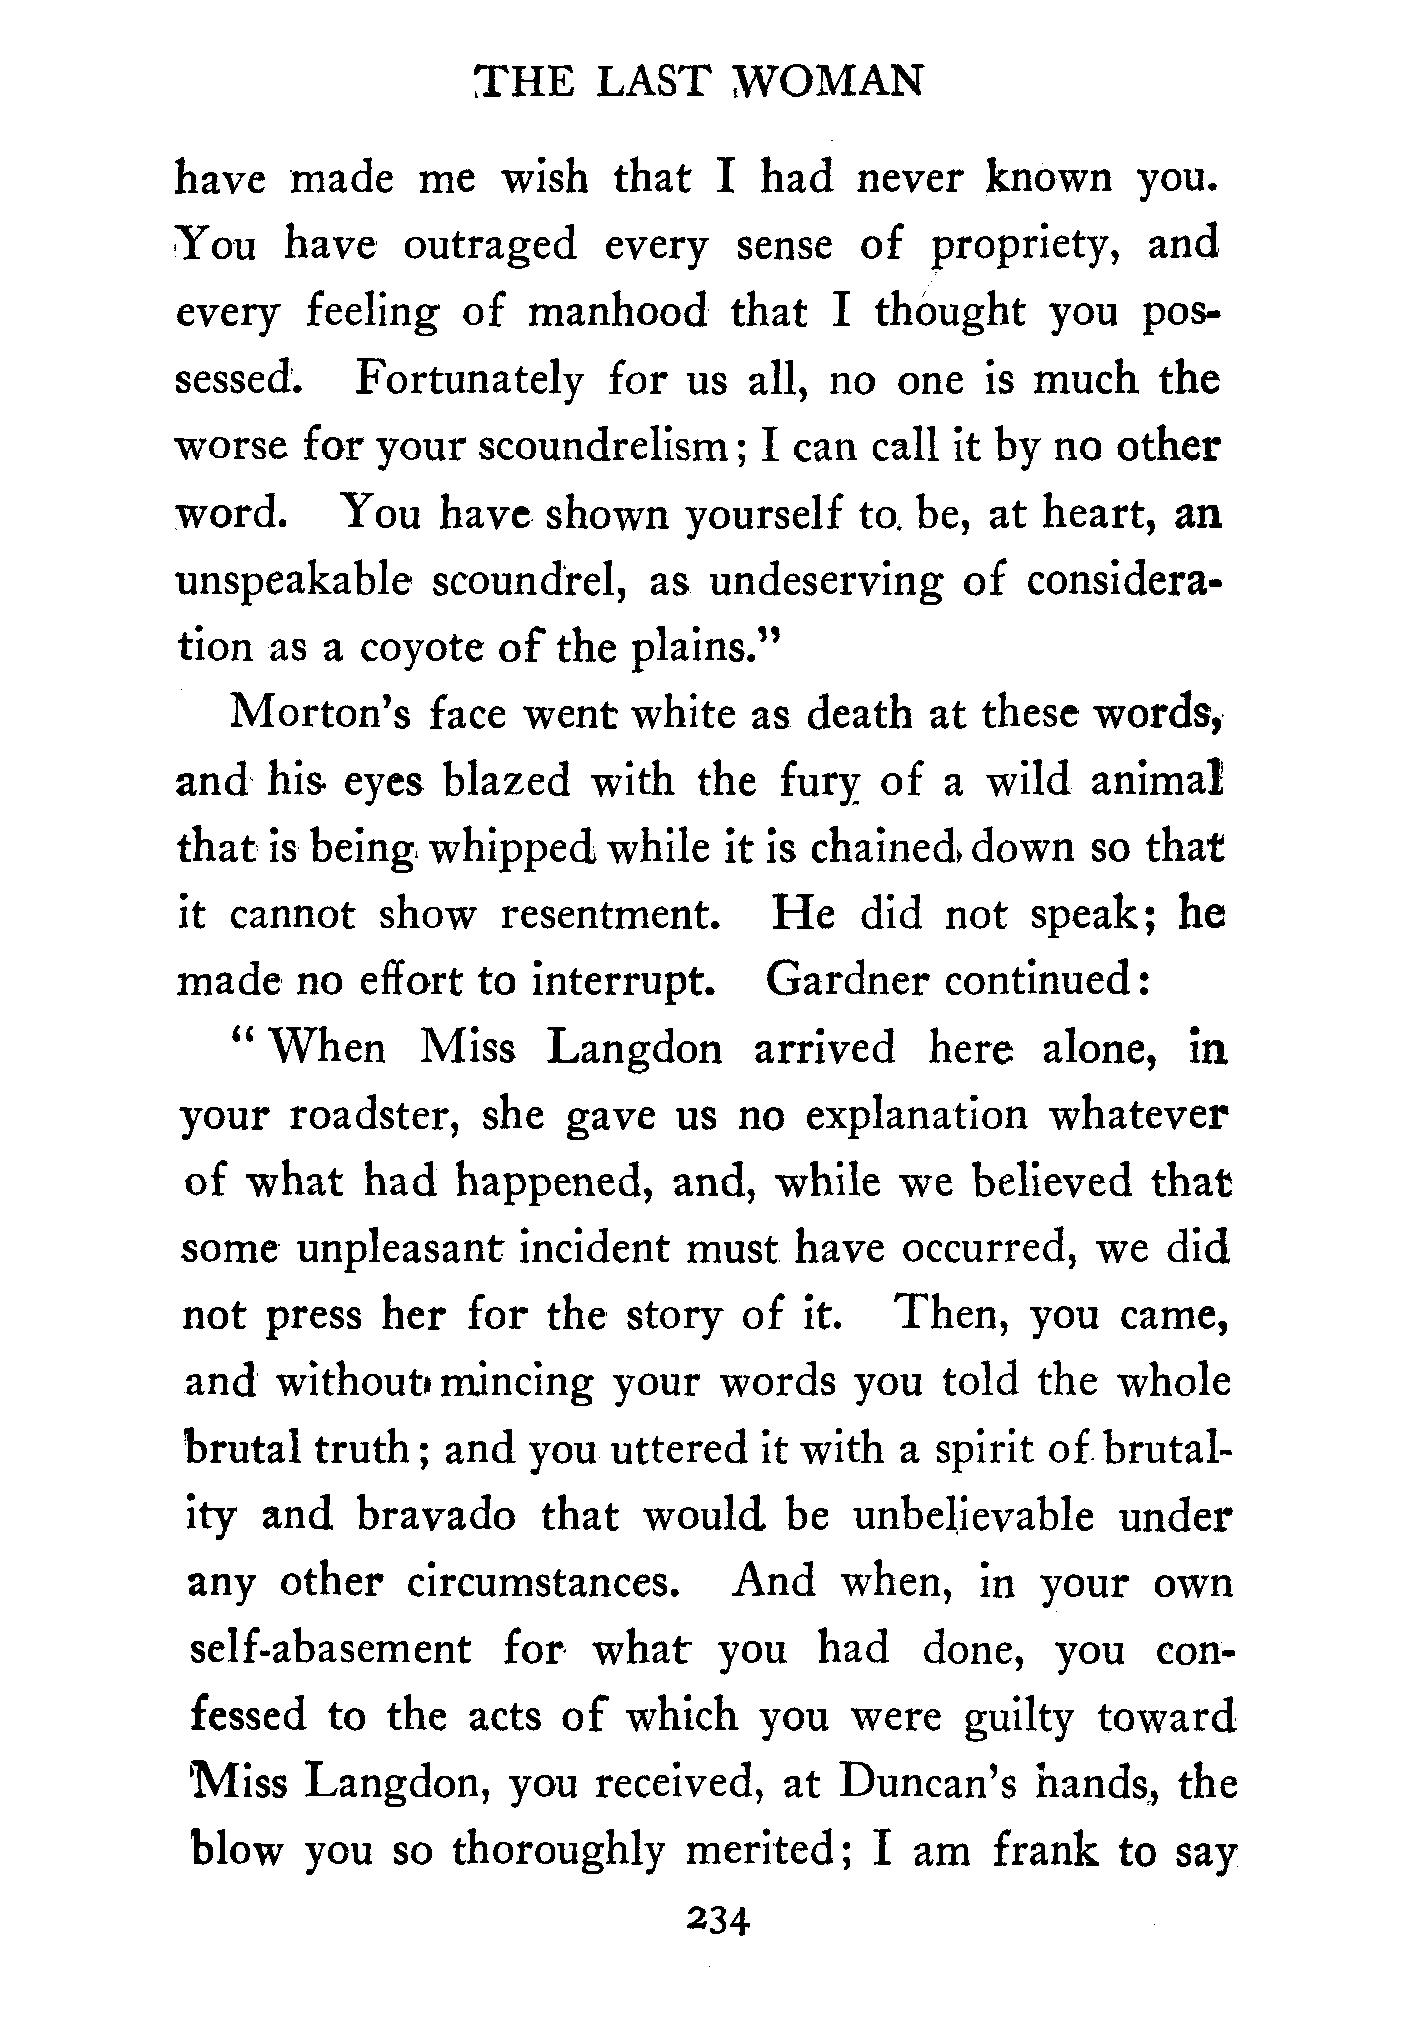 THE LAST WOMAN
have made me wish that I had never known you.
You have outraged every sense of propriety, and
every feeling of manhood that I thought you pos-
sessed. Fortunately for us all, no one is much the
worse for your scoundrelism; I can call it by no other
word. You have shown yourself to be, at heart, an
unspeakable scoundrel, as undeserving of considera-
tion as a coyote of the plains."
Morton's face went white as death at these words,
and his eyes blazed with the fury of a wild animal
that is being whipped while it is chained down so that
it cannot show resentment. He did not speak; he
made no effort to interrupt. Gardner continued:
"When Miss Langdon arrived here alone, in
your roadster, she gave us no explanation whatever
of what had happened, and, while we believed that
some unpleasant incident must have occurred, we did
not press her for the story of it. Then, you came,
and without mincing your words you told the whole
brutal truth; and you uttered it with a spirit of brutal-
ity and bravado that would be unbelievable under
any other circumstances. And when, in your own
self-abasement for what you had done, you con-
fessed to the acts of which you were guilty toward
Miss Langdon, you received, at Duncan's hands, the
blow you so thoroughly merited; I am frank to say
234